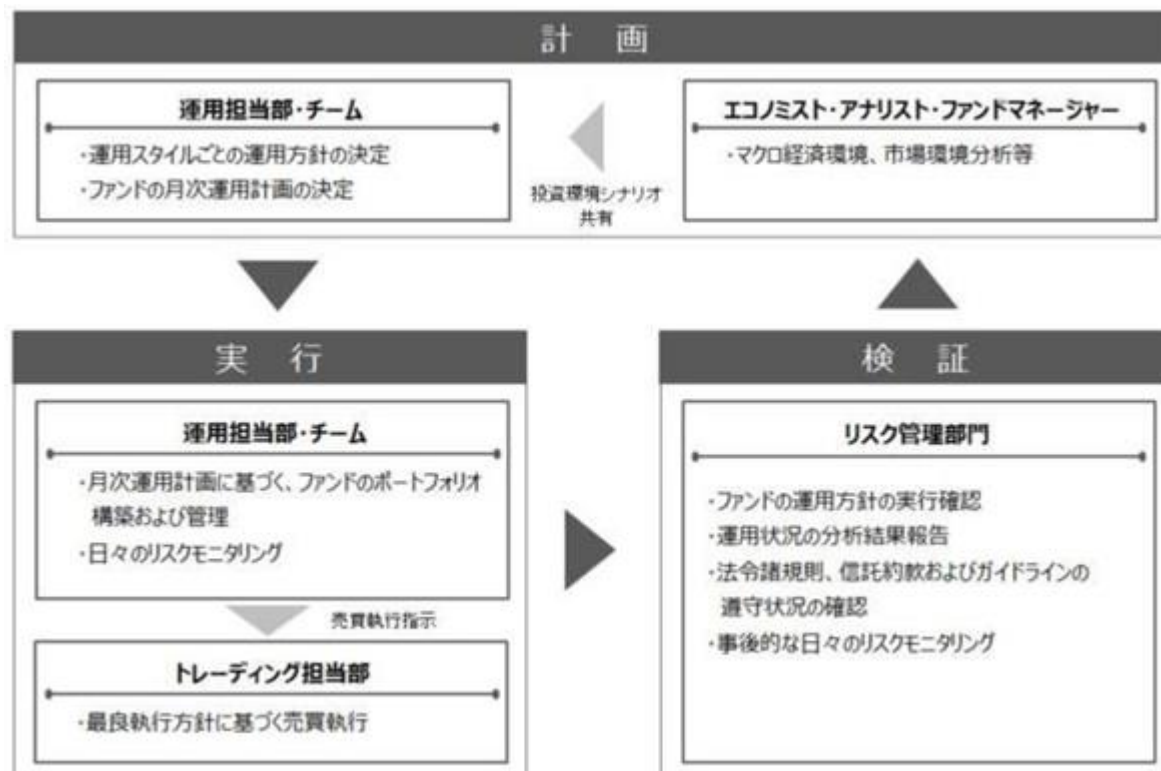 計 画
運用担当部・チーム
・運用スタイルごとの運用方針の決定
・ファンドの月次運用計画の決定
投資環境シナリオ
共有
エコノミスト・アナリスト・ファンドマネージャー
・マクロ経済環境、市場環境分析等
実 行
運用担当部・チーム
・月次運用計画に基づく、ファンドのポートフォリオ
構築および管理
・日々のリスクモニタリング
売買執行指示
トレーディング担当部
・最良執行方針に基づく売買執行
検 証
リスク管理部門
・ファンドの運用方針の実行確認
・運用状況の分析結果報告
・法令諸規則、信託約款およびガイドラインの
遵守状況の確認
・事後的な日々のリスクモニタリング